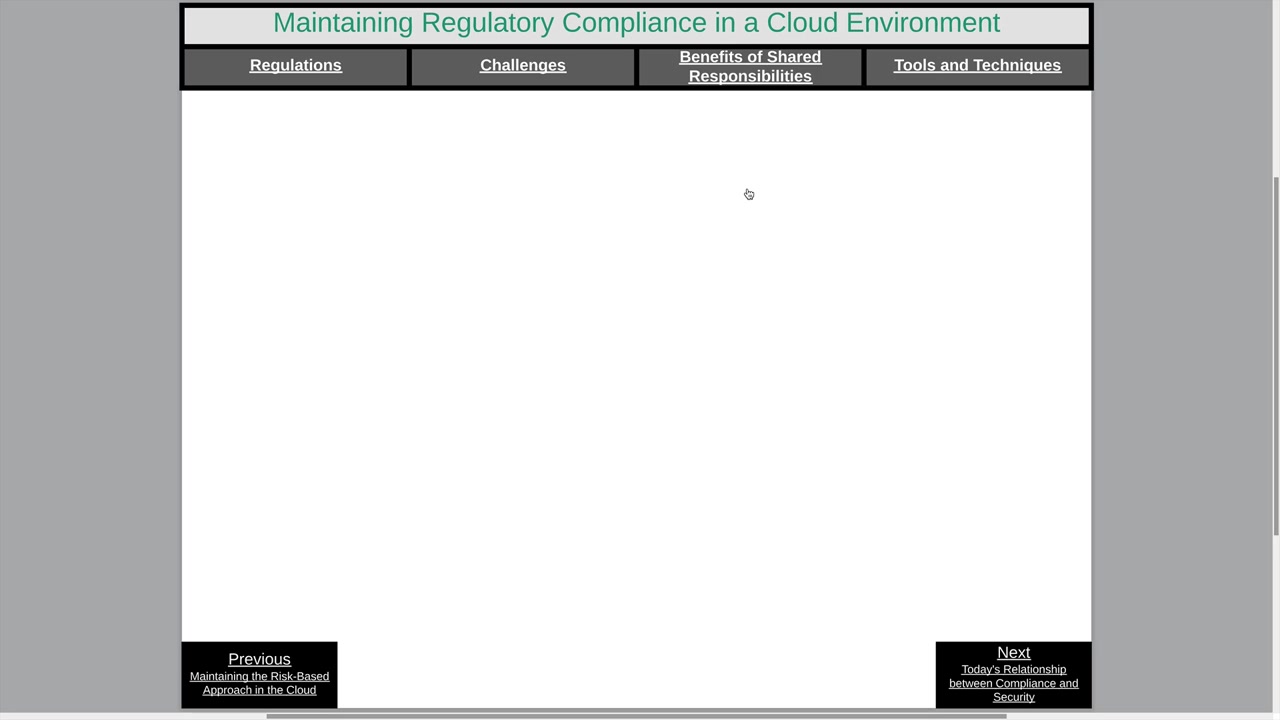 Maintaining Regulatory Compliance in a Cloud Environment
Regulations
Challenges
Benefits of Shared
Responsibilities
Tools and Techniques
Previous
Maintaining the Risk-Based
Approach in the Cloud
Next
Today's Relationship
between Compliance and
Security